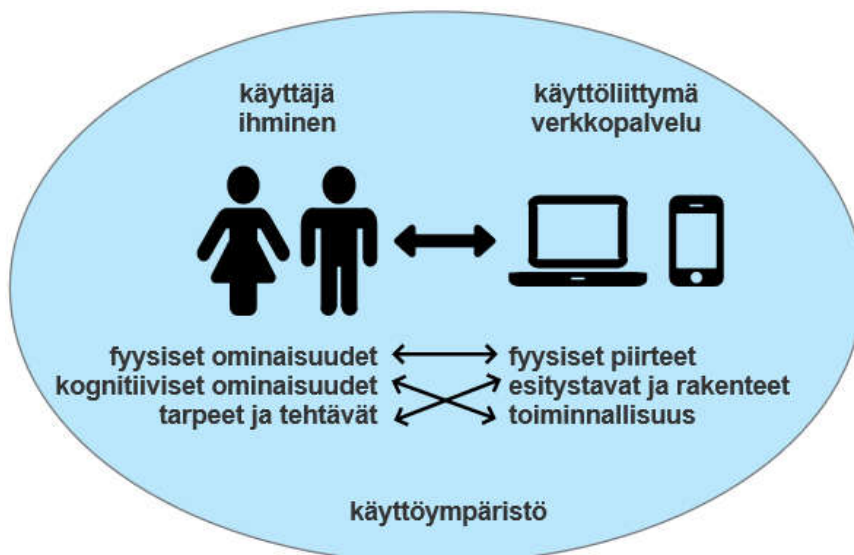 käyttäjä
ihminen
käyttöliittymä
verkkopalvelu
fyysiset ominaisuudet
kognitiiviset ominaisuudet
tarpeet ja tehtävät
fyysiset piirteet
esitystavat ja rakenteet
toiminnallisuus
käyttöympäristö